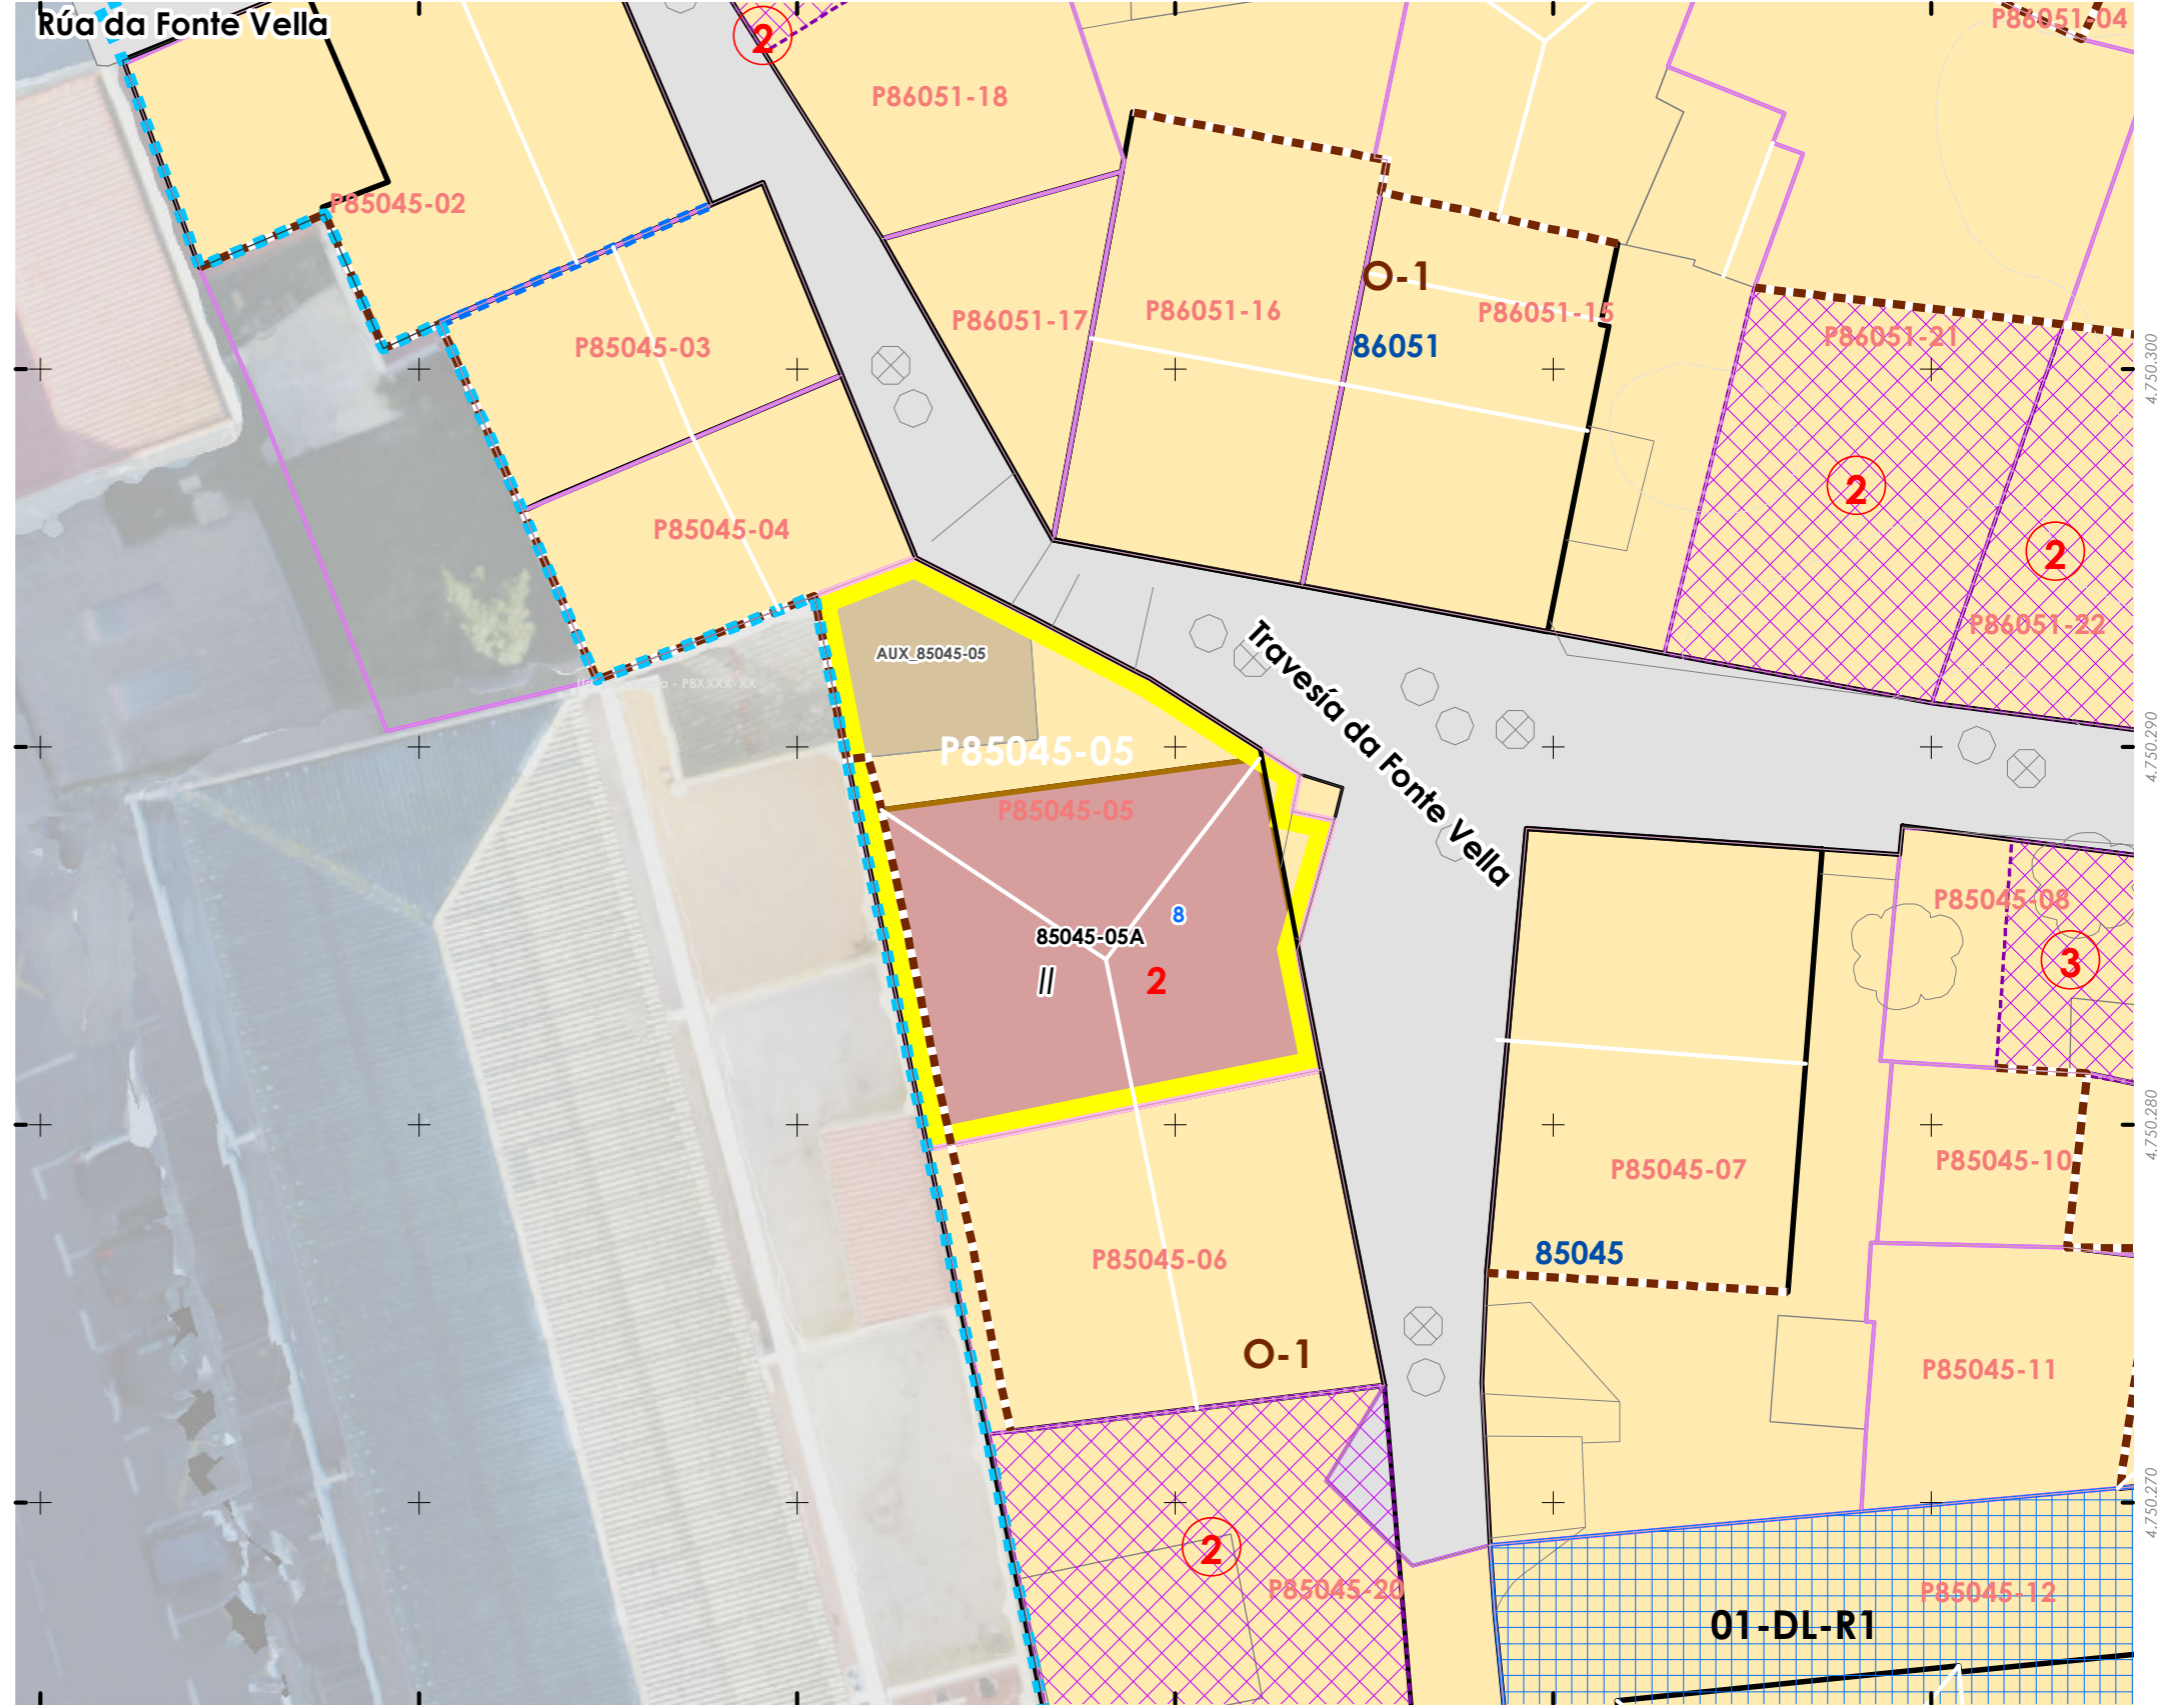 Rúa da Fonte Vella
2
P86051-04
P86051-18
P85045-02
O-1
P86051-17
P86051-16
P86051-15
86051
P86051-21
P85045-03
4.750.300
2
P85045-04
2
P86051-22
AUX_85045-05
Travesía da Fonte Vella
P85045-05
4.750.290
P85045-05
P85045-08
8
85045-05A
II
2
3
4.750.280
P85045-07
P85045-10
85045
P85045-06
O-1
P85045-11
4.750.270
2
P85045-20
P85045-12
01-DL-R1